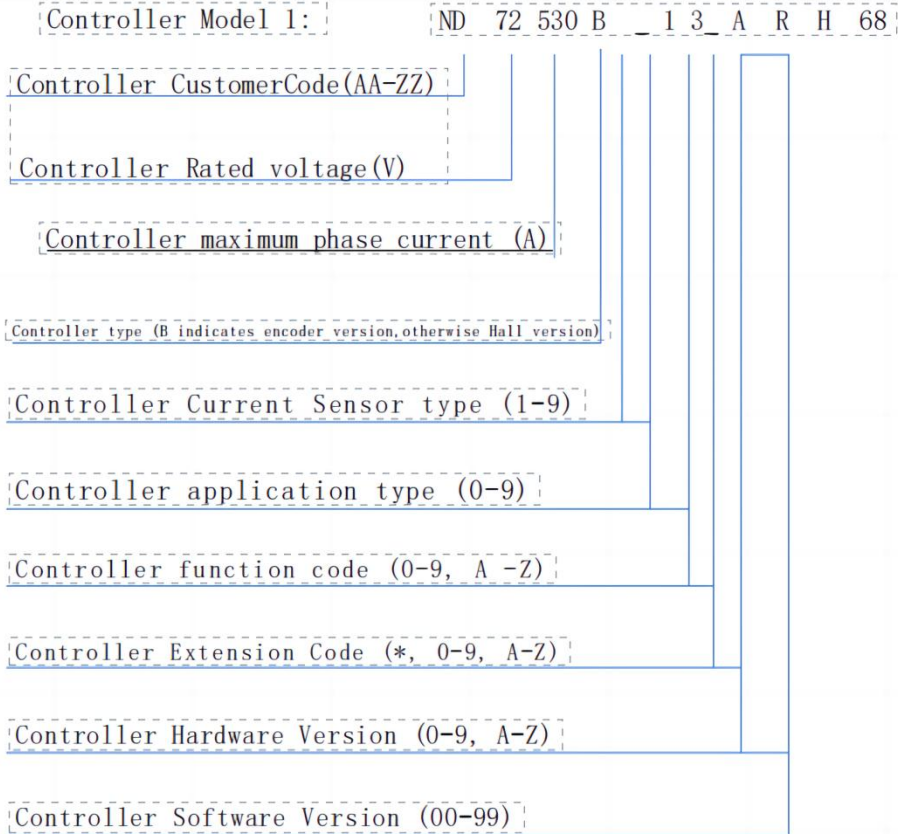 Controller Model 1: ND 72 530 B _ 1 3_ A R H 68
Controller CustomerCode(AA-ZZ)
Controller Rated voltage(V)
Controller maximum phase current (A)
Controller type (B indicates encoder version,otherwise Hall version)
Controller Current Sensor type (1-9)
Controller application type (0-9)
Controller function code (0-9, A -Z)
Controller Extension Code (*, 0-9, A-Z)
Controller Hardware Version (0-9, A-Z)
Controller Software Version (00-99)